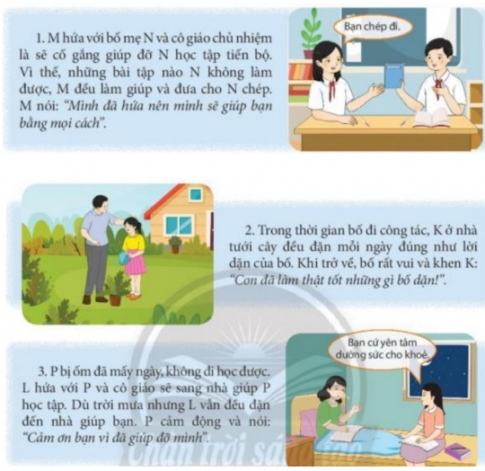 1. M hứa với bố mẹ N và cô giáo chủ nhiệm
là sẽ cố gắng giúp đỡ N học tập tiến bộ.
Vì thế, những bài tập nào N không làm
được, M đều làm giúp và đưa cho N chép.
M nói: “Mình đã hứa nên mình sẽ giúp bạn
bằng mọi cách”.
Bạn chép đi.
2. Trong thời gian bố đi công tác, K ở nhà
tưới cây đều đặn mỗi ngày đúng như lời
dặn của bố. Khi trở về, bố rất vui và khen K:
“Con đã làm thật tốt những gì bố dặn!”.
3. P bị ốm đã mấy ngày, không đi học được.
L hứa với P và cô giáo sẽ sang nhà giúp P
học tập. Dù trời mưa nhưng L vẫn đều đặn
đến nhà giúp bạn. P cảm động và nói:
“Cảm ơn bạn vì đã giúp đỡ mình”.
Bạn cứ yên tâm
dưỡng sức cho khoẻ.
Chân trời sáng tạo